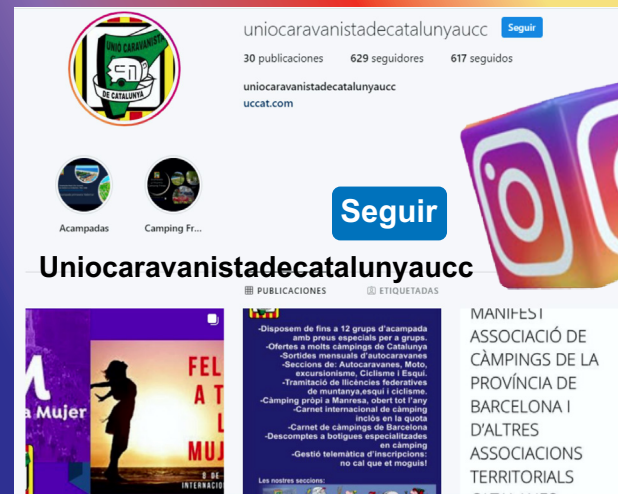 uniocaravanistadecatalunyaucc Seguir
30 publicaciones 629 seguidores 617 seguidos
uniocaravanistadecatalunyaucc
uccat.com
UNIO CARAVANISTA
DE CATALUNYA
Acampadas Camping Fr...
Seguir
Uniocaravanistadecatalunyaucc
PUBLICACIONES ETIQUETADAS
a Mujer
FEL
A T
L
MUJ
8 DE
INTERNACIO
-Disposem de fins a 12 grups d'acampada
amb preus especials per a grups.
-Ofertes a molts càmpings de Catalunya
-Sortides mensuals d'autocaravanes
-Seccions de: Autocaravanes, Moto,
excursionisme, Ciclisme i Esquí.
-Tramitació de llicències federatives
de muntanya,esquí i ciclisme.
-Càmping pròpi a Manresa, obert tot l'any
-Carnet internacional de càmping
inclòs en la quota
-Carnet de càmpings de Barcelona
-Descomptes a botigues especialitzades
en càmping
-Gestió telemàtica d'inscripcions:
no cal que et moguis!
Les nostres seccions:
MANIFEST
ASSOCIACIÓ DE
CÀMPINGS DE LA
PROVÍNCIA DE
BARCELONA I
D'ALTRES
ASSOCIACIONS
TERRITORIALS